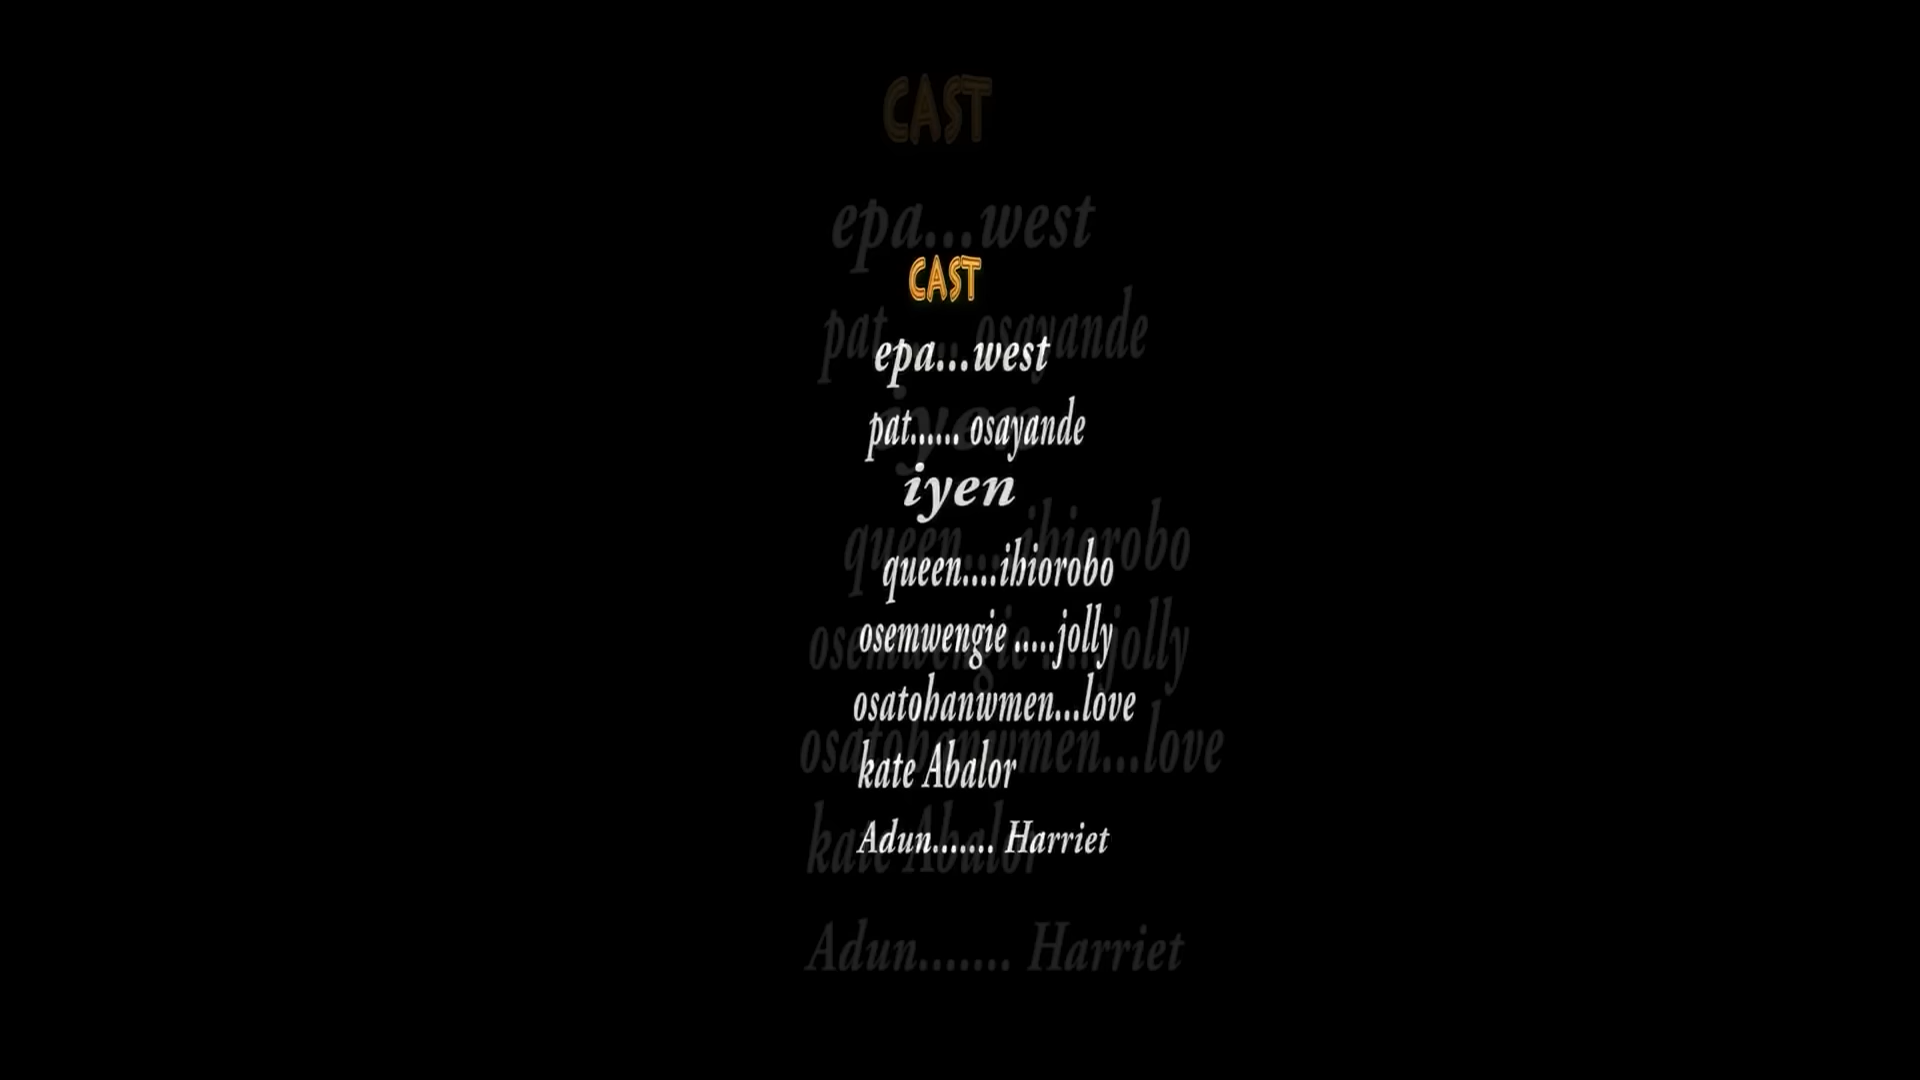 CAST
epa...west
pat...... osayande
iyen
queen....ihiorobo
osemwengie .....jolly
osatohanwmen...love
kate Abalor
Adun....... Harriet